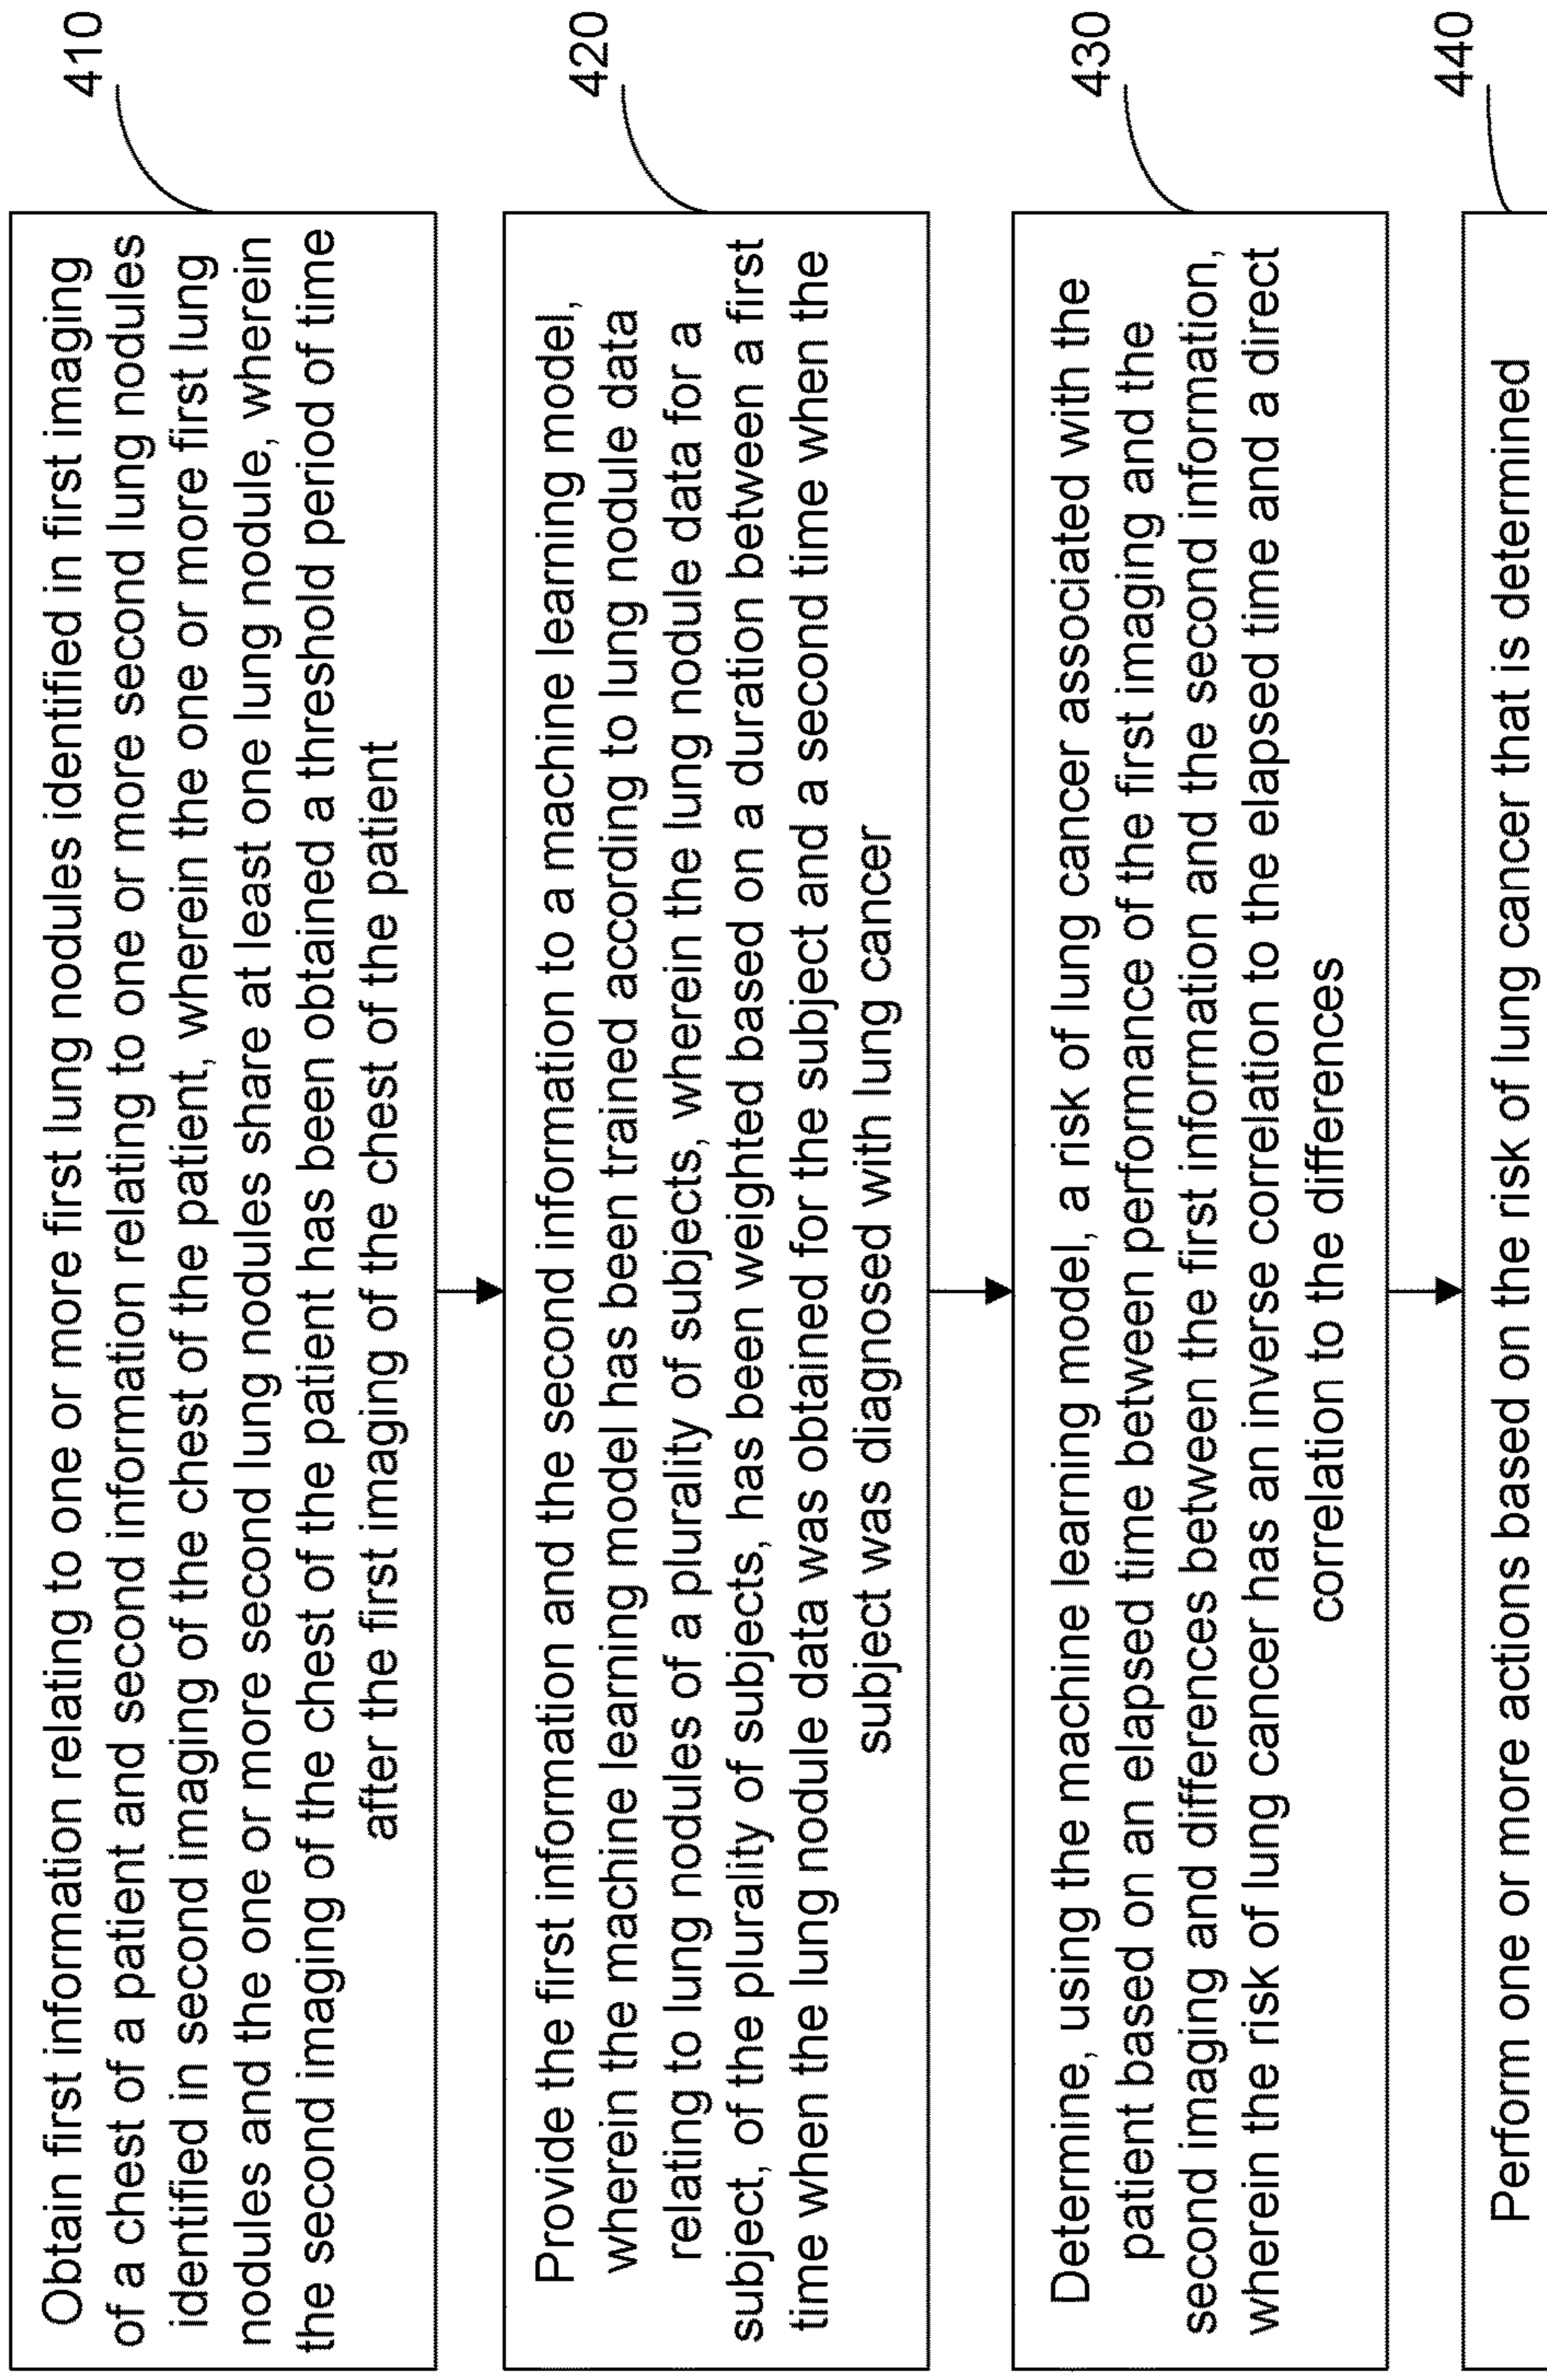 Obtain first information relating to one or more first lung nodules identified in first imaging
of a chest of a patient and second information relating to one or more second lung nodules
identified in second imaging of the chest of the patient, wherein the one or more first lung
nodules and the one or more second lung nodules share at least one lung nodule, wherein
the second imaging of the chest of the patient has been obtained a threshold period of time
after the first imaging of the chest of the patient
410
Provide the first information and the second information to a machine learning model,
wherein the machine learning model has been trained according to lung nodule data
relating to lung nodules of a plurality of subjects, wherein the lung nodule data for a
subject, of the plurality of subjects, has been weighted based on a duration between a first
time when the lung nodule data was obtained for the subject and a second time when the
subject was diagnosed with lung cancer
420
Determine, using the machine learning model, a risk of lung cancer associated with the
patient based on an elapsed time between performance of the first imaging and the
second imaging and differences between the first information and the second information,
wherein the risk of lung cancer has an inverse correlation to the elapsed time and a direct
correlation to the differences
430
Perform one or more actions based on the risk of lung cancer that is determined
440